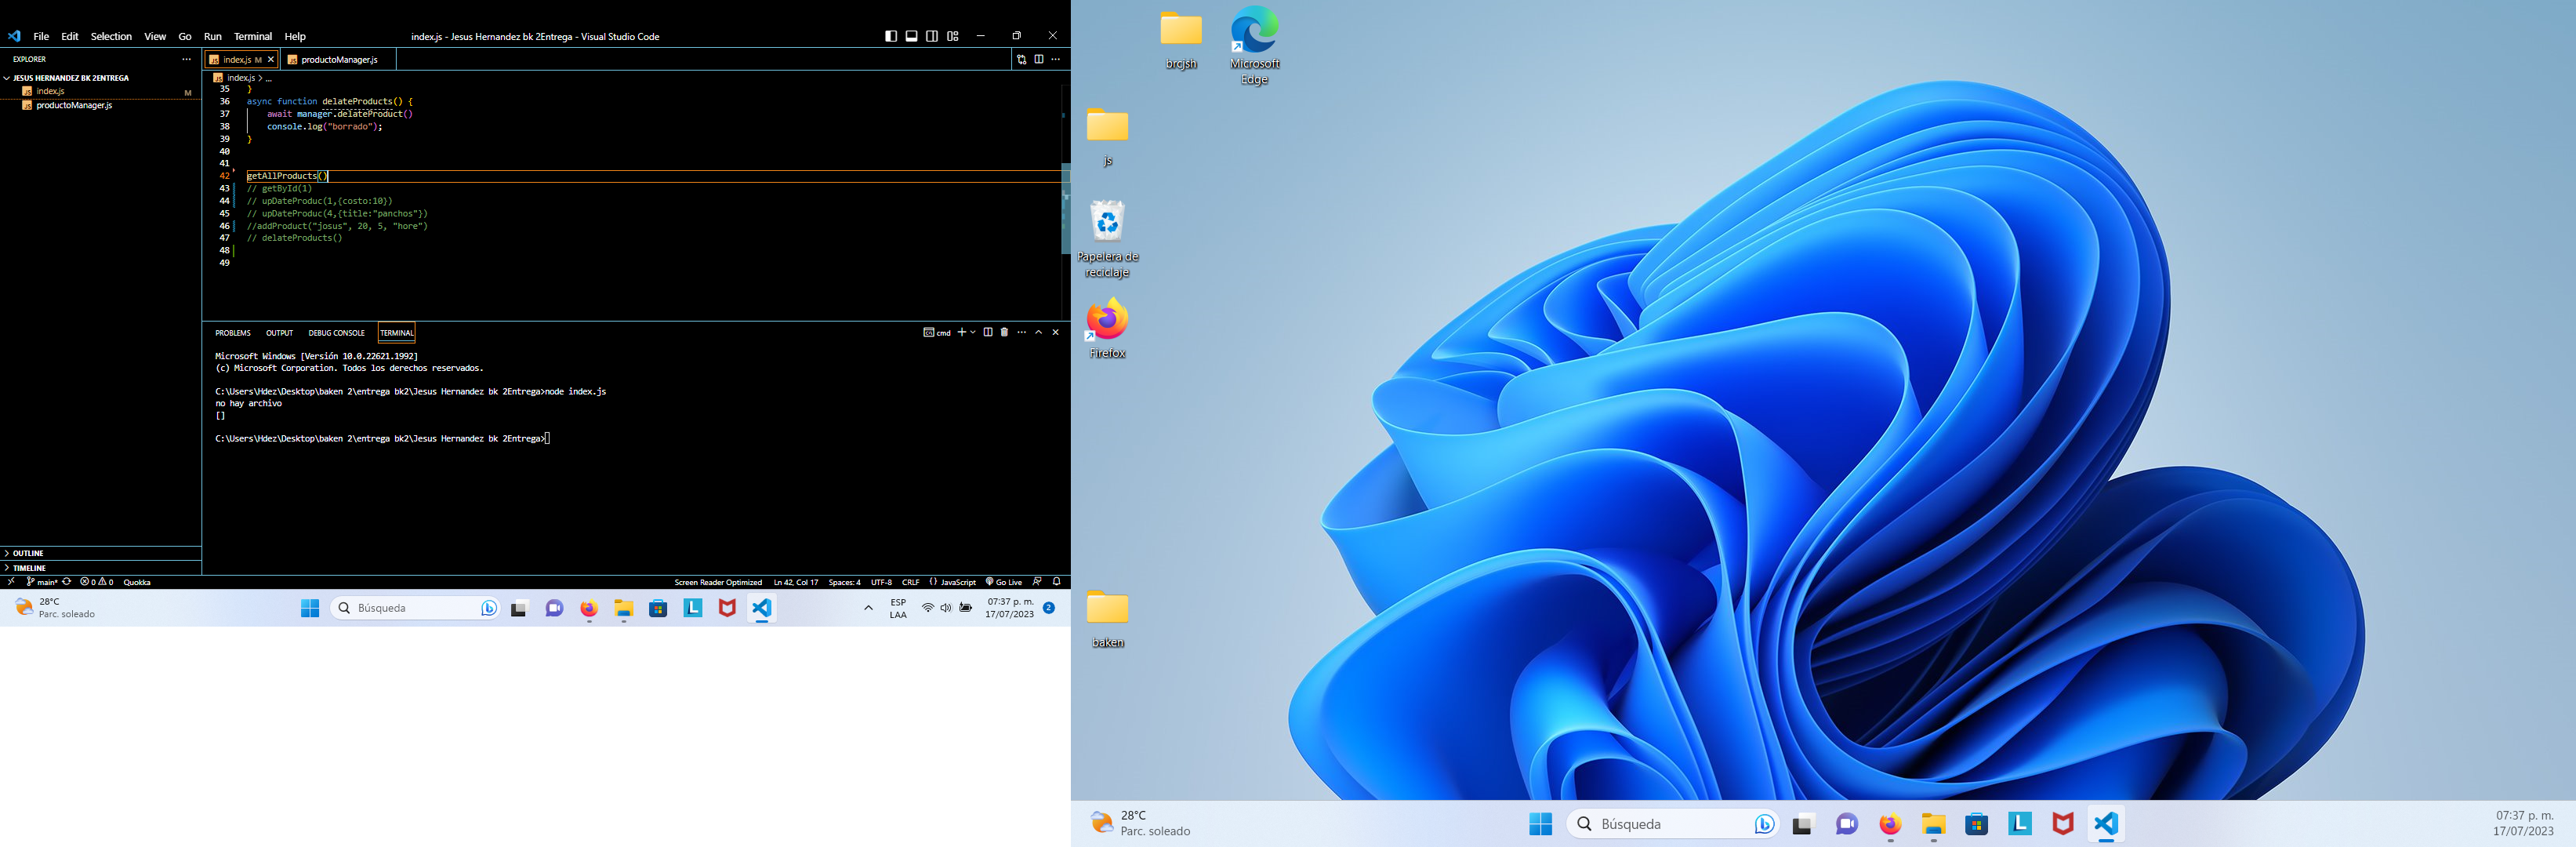 File Edit Selection View Go Run Terminal Help
index.js - Jesus Hernandez bk 2Entrega - Visual Studio Code
EXPLORER
JESUS HERNANDEZ BK 2ENTREGA
index.js M
productoManager.js
index.js M
productoManager.js
index.js > ...
35 }
36 async function delateProducts() {
37 await manager.delateProduct()
38 console.log("borrado");
39 }
40
41
42 getAllProducts()
43 // getById(1)
44 // upDateProduc(1,{costo:10})
45 // upDateProduc(4,{title:"panchos"})
46 //addProduct("josus", 20, 5, "hore")
47 // delateProducts()
48
49
PROBLEMS OUTPUT DEBUG CONSOLE TERMINAL
cmd
Microsoft Windows [Versión 10.0.22621.1992]
(c) Microsoft Corporation. Todos los derechos reservados.
C:\Users\Hdez\Desktop\baken 2\entrega bk2\Jesus Hernandez bk 2Entrega>node index.js
no hay archivo
[]
C:\Users\Hdez\Desktop\baken 2\entrega bk2\Jesus Hernandez bk 2Entrega>
OUTLINE
TIMELINE
main* 0 0 Quokka
Screen Reader Optimized Ln 42, Col 17 Spaces: 4 UTF-8 CRLF {} JavaScript Go Live
28°C
Parc. soleado
Búsqueda
ESP
LAA
07:37 p. m.
17/07/2023
2
brcjsh
Microsoft
Edge
js
Papelera de
reciclaje
Firefox
baken
28°C
Parc. soleado
Búsqueda
07:37 p. m.
17/07/2023